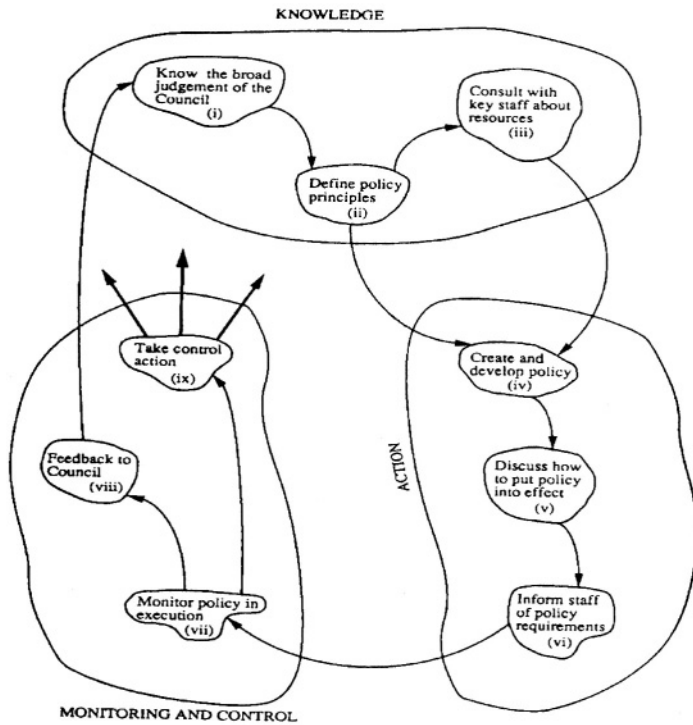 KNOWLEDGE
Know the broad
judgement of the
Council
(i)
Consult with
key staff about
resources
(iii)
Define policy
principles
(ii)
Take control
action
(ix)
Create and
develop policy
(iv)
Feedback to
Council
(viii)
ACTION
Discuss how
to put policy
into effect
(v)
Monitor policy in
execution
(vii)
Inform staff
of policy
requirements
(vi)
MONITORING AND CONTROL